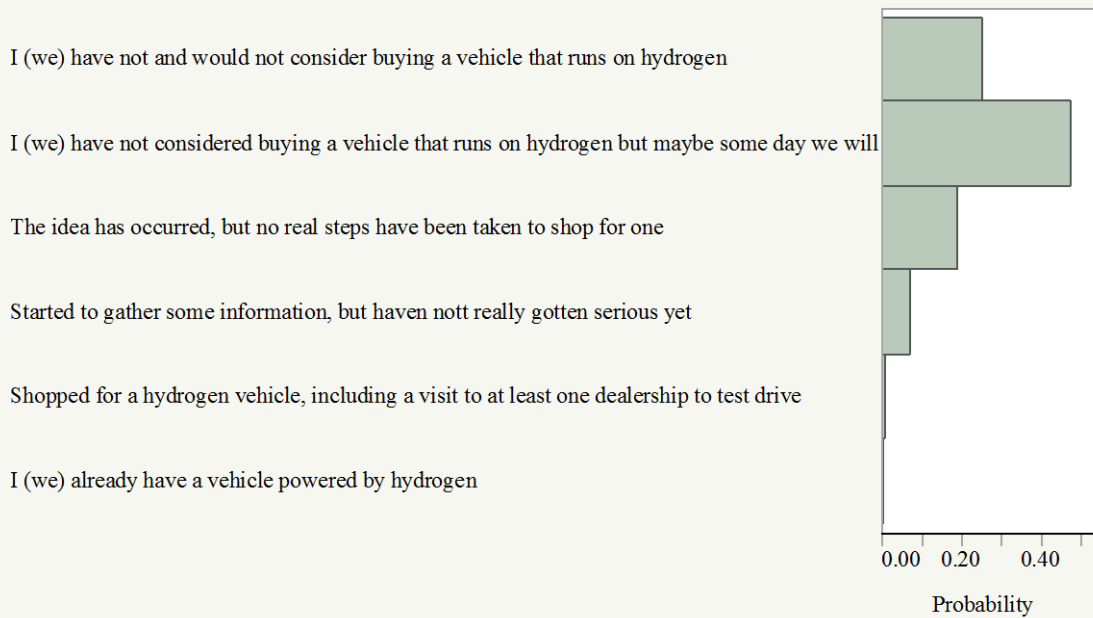 I (we) have not and would not consider buying a vehicle that runs on hydrogen
I (we) have not considered buying a vehicle that runs on hydrogen but maybe some day we will
The idea has occurred, but no real steps have been taken to shop for one
Started to gather some information, but haven nott really gotten serious yet
Shopped for a hydrogen vehicle, including a visit to at least one dealership to test drive
I (we) already have a vehicle powered by hydrogen
0.00 0.20 0.40
Probability